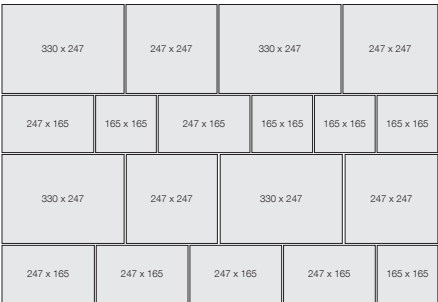 330 x 247 247 x 247 330 x 247 247 x 247
247 x 165 165 x 165 247 x 165 165 x 165 165 x 165 165 x 165
330 x 247 247 x 247 330 x 247 247 x 247
247 x 165 247 x 165 247 x 165 247 x 165 165 x 165